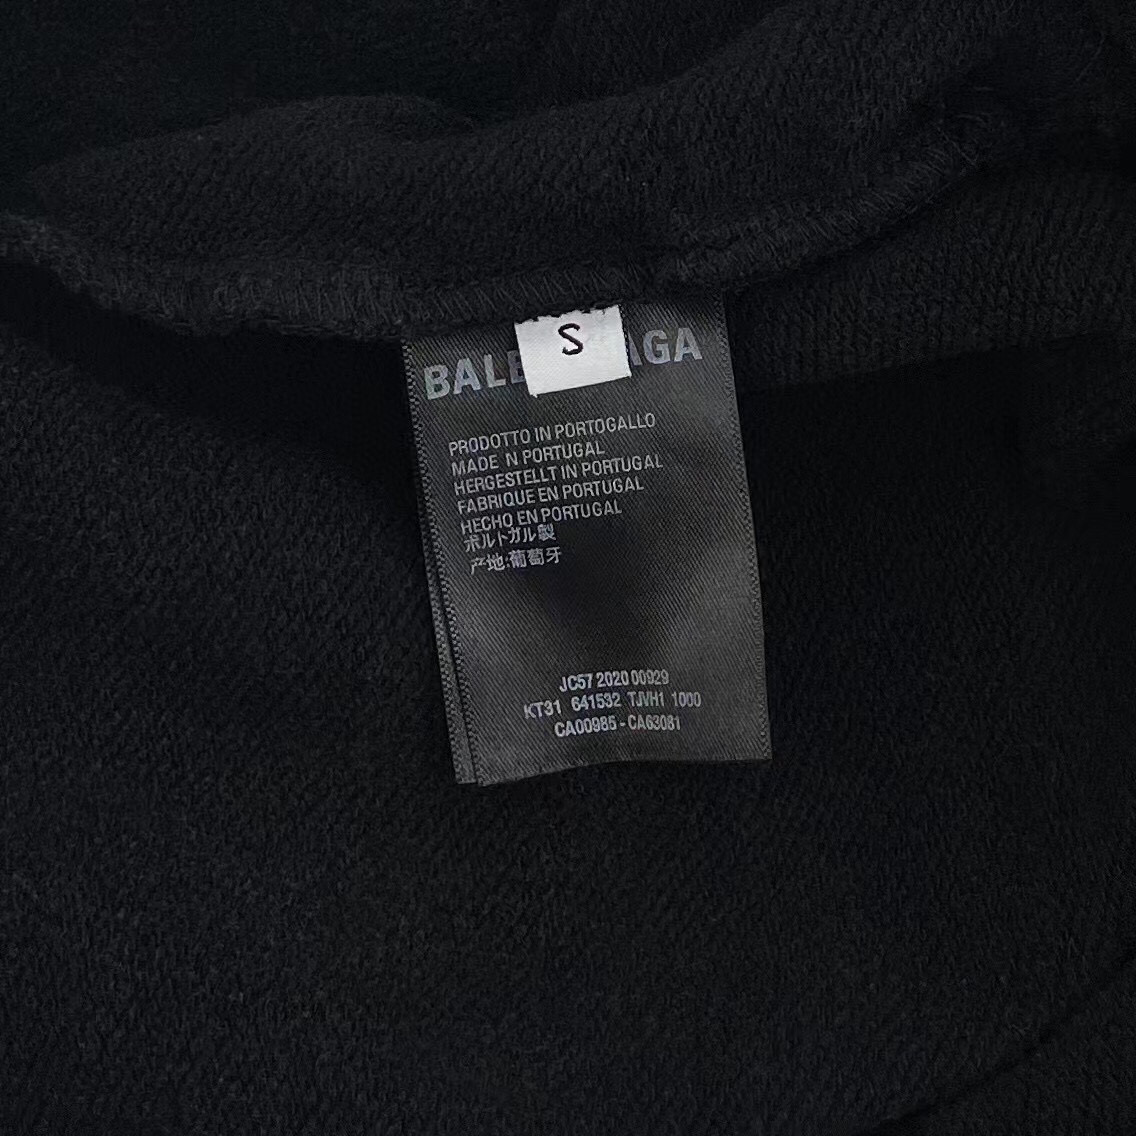 S
BALE AGA
PRODOTTO IN PORTOGALLO
MADE N PORTUGAL
HERGESTELLT IN PORTUGAL
FABRIQUE EN PORTUGAL
HECHO EN PORTUGAL
ポルトガル製
产地:葡萄牙
JC57 2020 00929
KT31 641532 TJVH1 1000
CA00985 - CA63081